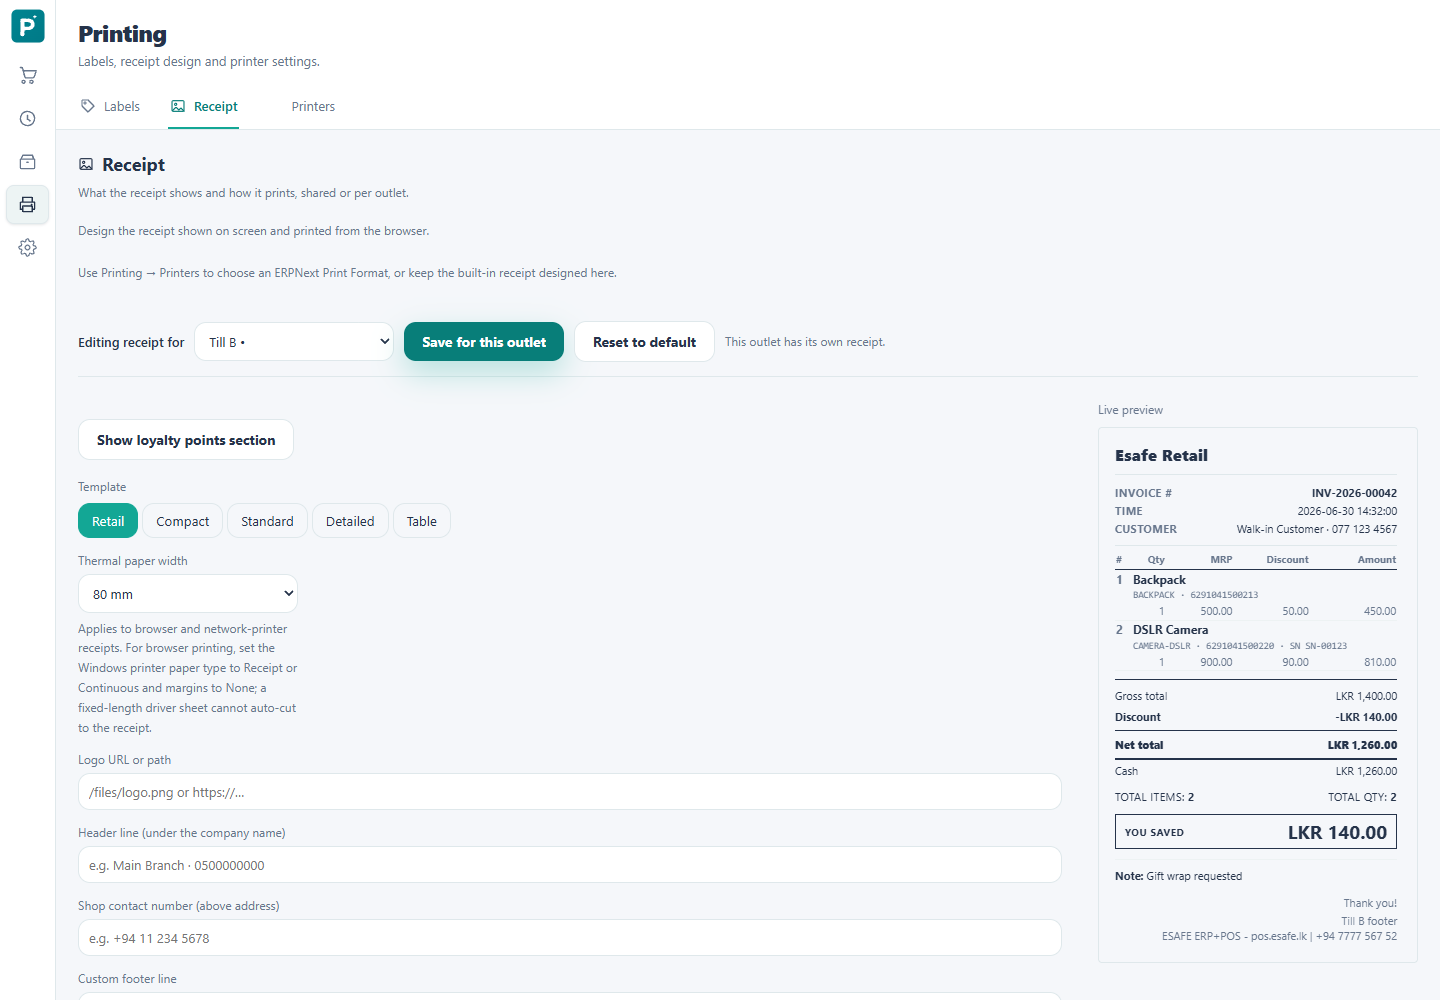 P
Printing
Labels, receipt design and printer settings.
Labels
Receipt
Printers
Receipt
What the receipt shows and how it prints, shared or per outlet.
Design the receipt shown on screen and printed from the browser.
Use Printing → Printers to choose an ERPNext Print Format, or keep the built-in receipt designed here.
Editing receipt for
Till B •
Save for this outlet
Reset to default
This outlet has its own receipt.
Show loyalty points section
Template
Retail
Compact
Standard
Detailed
Table
Thermal paper width
80 mm
Applies to browser and network-printer
receipts. For browser printing, set the
Windows printer paper type to Receipt or
Continuous and margins to None; a
fixed-length driver sheet cannot auto-cut
to the receipt.
Logo URL or path
/files/logo.png or https://...
Header line (under the company name)
e.g. Main Branch · 0500000000
Shop contact number (above address)
e.g. +94 11 234 5678
Custom footer line
Live preview
Esafe Retail
INVOICE # INV-2026-00042
TIME 2026-06-30 14:32:00
CUSTOMER Walk-in Customer · 077 123 4567
# Qty MRP Discount Amount
1 Backpack
BACKPACK · 6291041500213
1 500.00 50.00 450.00
2 DSLR Camera
CAMERA-DSLR · 6291041500220 · SN SN-00123
1 900.00 90.00 810.00
Gross total LKR 1,400.00
Discount -LKR 140.00
Net total LKR 1,260.00
Cash LKR 1,260.00
TOTAL ITEMS: 2 TOTAL QTY: 2
YOU SAVED LKR 140.00
Note: Gift wrap requested
Thank you!
Till B footer
ESAFE ERP+POS - pos.esafe.lk | +94 7777 567 52